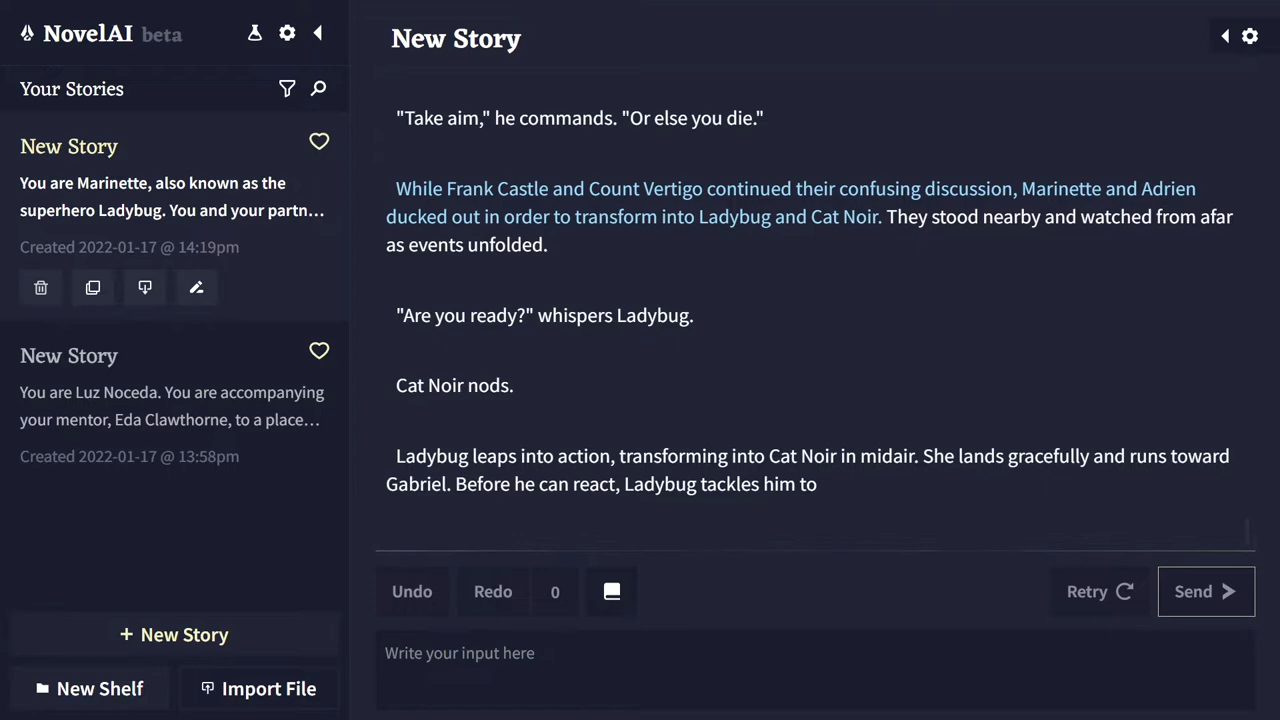 NovelAI beta
Your Stories
New Story
You are Marinette, also known as the
superhero Ladybug. You and your partn...
Created 2022-01-17 @ 14:19pm
New Story
You are Luz Noceda. You are accompanying
your mentor, Eda Clawthorne, to a place...
Created 2022-01-17 @ 13:58pm
+ New Story
New Shelf
Import File
New Story
"Take aim," he commands. "Or else you die."
While Frank Castle and Count Vertigo continued their confusing discussion, Marinette and Adrien
ducked out in order to transform into Ladybug and Cat Noir. They stood nearby and watched from afar
as events unfolded.
"Are you ready?" whispers Ladybug.
Cat Noir nods.
Ladybug leaps into action, transforming into Cat Noir in midair. She lands gracefully and runs toward
Gabriel. Before he can react, Ladybug tackles him to
Undo
Redo
0
Retry
Send
Write your input here